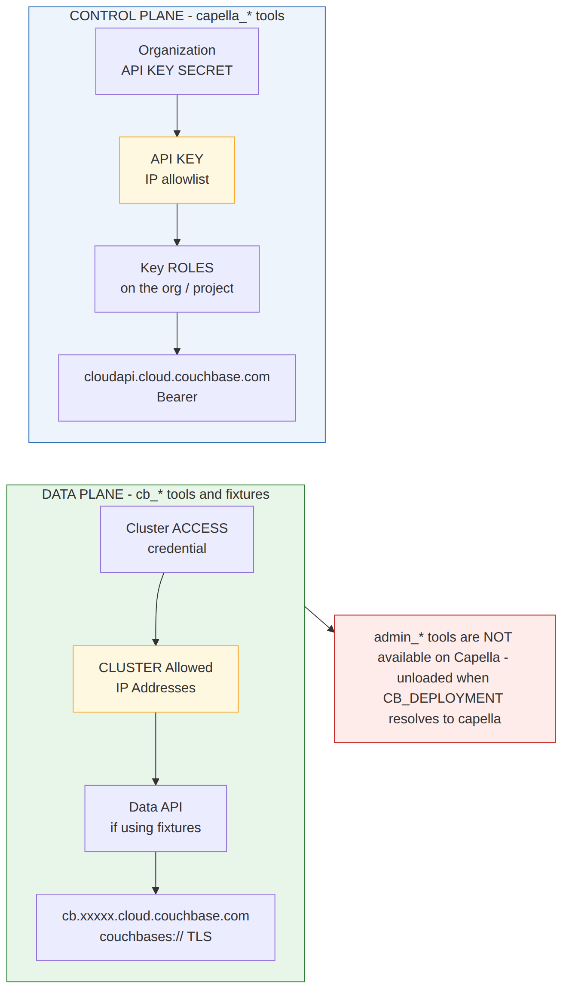 CONTROL PLANE - capella_* tools
Organization
API KEY SECRET
API KEY
IP allowlist
Key ROLES
on the org / project
cloudapi.cloud.couchbase.com
Bearer
DATA PLANE - cb_* tools and fixtures
Cluster ACCESS
credential
CLUSTER Allowed
IP Addresses
Data API
if using fixtures
cb.xxxxx.cloud.couchbase.com
couchbases:// TLS
admin_* tools are NOT
available on Capella -
unloaded when
CB_DEPLOYMENT
resolves to capella